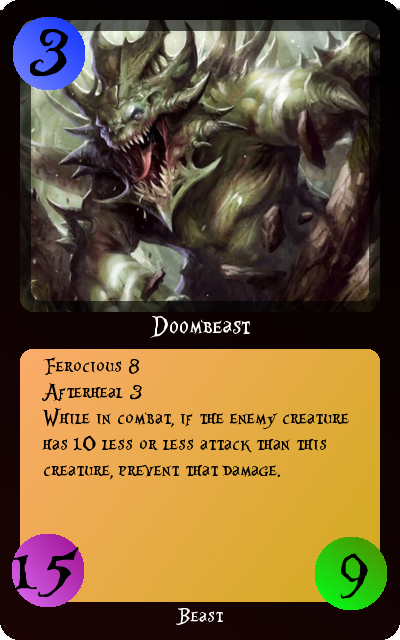 3
Doombeast
Ferocious 8
Afterheal 3
While in combat, if the enemy creature
has 10 less or less attack than this
creature, prevent that damage.
15
9
Beast